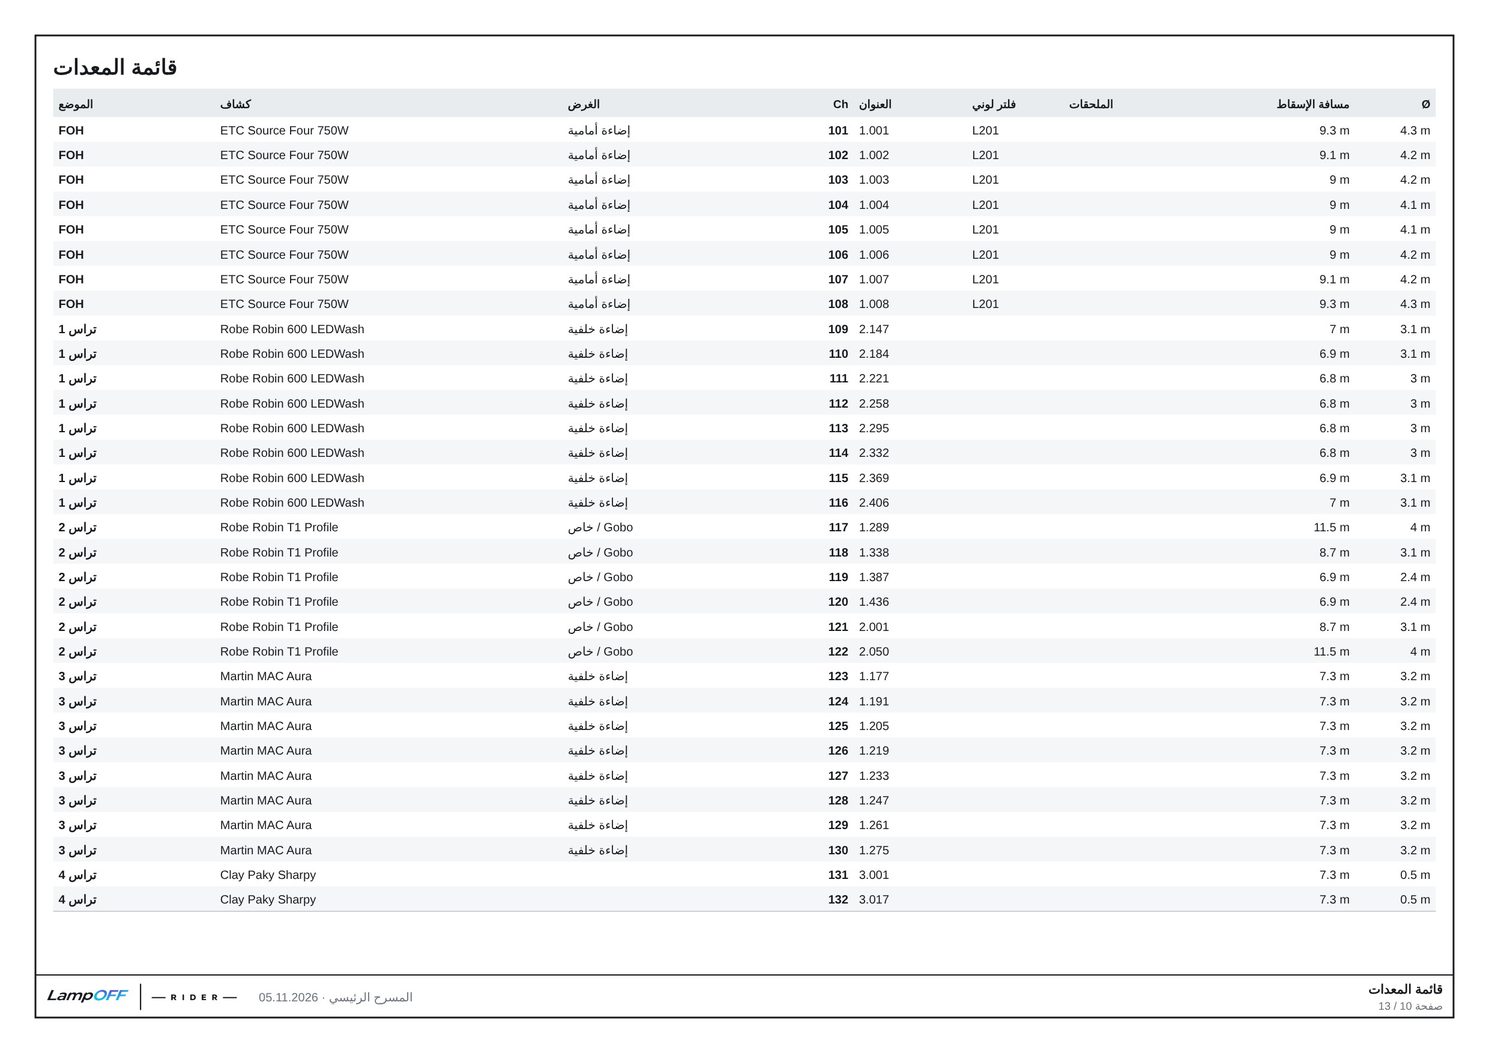 قائمة المعدات
الموضع كشاف الغرض Ch العنوان فلتر لوني الملحقات مسافة الإسقاط Ø
FOH ETC Source Four 750W إضاءة أمامية 101 1.001 L201 9.3 m 4.3 m
FOH ETC Source Four 750W إضاءة أمامية 102 1.002 L201 9.1 m 4.2 m
FOH ETC Source Four 750W إضاءة أمامية 103 1.003 L201 9 m 4.2 m
FOH ETC Source Four 750W إضاءة أمامية 104 1.004 L201 9 m 4.1 m
FOH ETC Source Four 750W إضاءة أمامية 105 1.005 L201 9 m 4.1 m
FOH ETC Source Four 750W إضاءة أمامية 106 1.006 L201 9 m 4.2 m
FOH ETC Source Four 750W إضاءة أمامية 107 1.007 L201 9.1 m 4.2 m
FOH ETC Source Four 750W إضاءة أمامية 108 1.008 L201 9.3 m 4.3 m
تراس 1 Robe Robin 600 LEDWash إضاءة خلفية 109 2.147 7 m 3.1 m
تراس 1 Robe Robin 600 LEDWash إضاءة خلفية 110 2.184 6.9 m 3.1 m
تراس 1 Robe Robin 600 LEDWash إضاءة خلفية 111 2.221 6.8 m 3 m
تراس 1 Robe Robin 600 LEDWash إضاءة خلفية 112 2.258 6.8 m 3 m
تراس 1 Robe Robin 600 LEDWash إضاءة خلفية 113 2.295 6.8 m 3 m
تراس 1 Robe Robin 600 LEDWash إضاءة خلفية 114 2.332 6.8 m 3 m
تراس 1 Robe Robin 600 LEDWash إضاءة خلفية 115 2.369 6.9 m 3.1 m
تراس 1 Robe Robin 600 LEDWash إضاءة خلفية 116 2.406 7 m 3.1 m
تراس 2 Robe Robin T1 Profile خاص / Gobo 117 1.289 11.5 m 4 m
تراس 2 Robe Robin T1 Profile خاص / Gobo 118 1.338 8.7 m 3.1 m
تراس 2 Robe Robin T1 Profile خاص / Gobo 119 1.387 6.9 m 2.4 m
تراس 2 Robe Robin T1 Profile خاص / Gobo 120 1.436 6.9 m 2.4 m
تراس 2 Robe Robin T1 Profile خاص / Gobo 121 2.001 8.7 m 3.1 m
تراس 2 Robe Robin T1 Profile خاص / Gobo 122 2.050 11.5 m 4 m
تراس 3 Martin MAC Aura إضاءة خلفية 123 1.177 7.3 m 3.2 m
تراس 3 Martin MAC Aura إضاءة خلفية 124 1.191 7.3 m 3.2 m
تراس 3 Martin MAC Aura إضاءة خلفية 125 1.205 7.3 m 3.2 m
تراس 3 Martin MAC Aura إضاءة خلفية 126 1.219 7.3 m 3.2 m
تراس 3 Martin MAC Aura إضاءة خلفية 127 1.233 7.3 m 3.2 m
تراس 3 Martin MAC Aura إضاءة خلفية 128 1.247 7.3 m 3.2 m
تراس 3 Martin MAC Aura إضاءة خلفية 129 1.261 7.3 m 3.2 m
تراس 3 Martin MAC Aura إضاءة خلفية 130 1.275 7.3 m 3.2 m
تراس 4 Clay Paky Sharpy 131 3.001 7.3 m 0.5 m
تراس 4 Clay Paky Sharpy 132 3.017 7.3 m 0.5 m
LampOFF — RIDER — المسرح الرئيسي · 05.11.2026
قائمة المعدات
صفحة 10 / 13